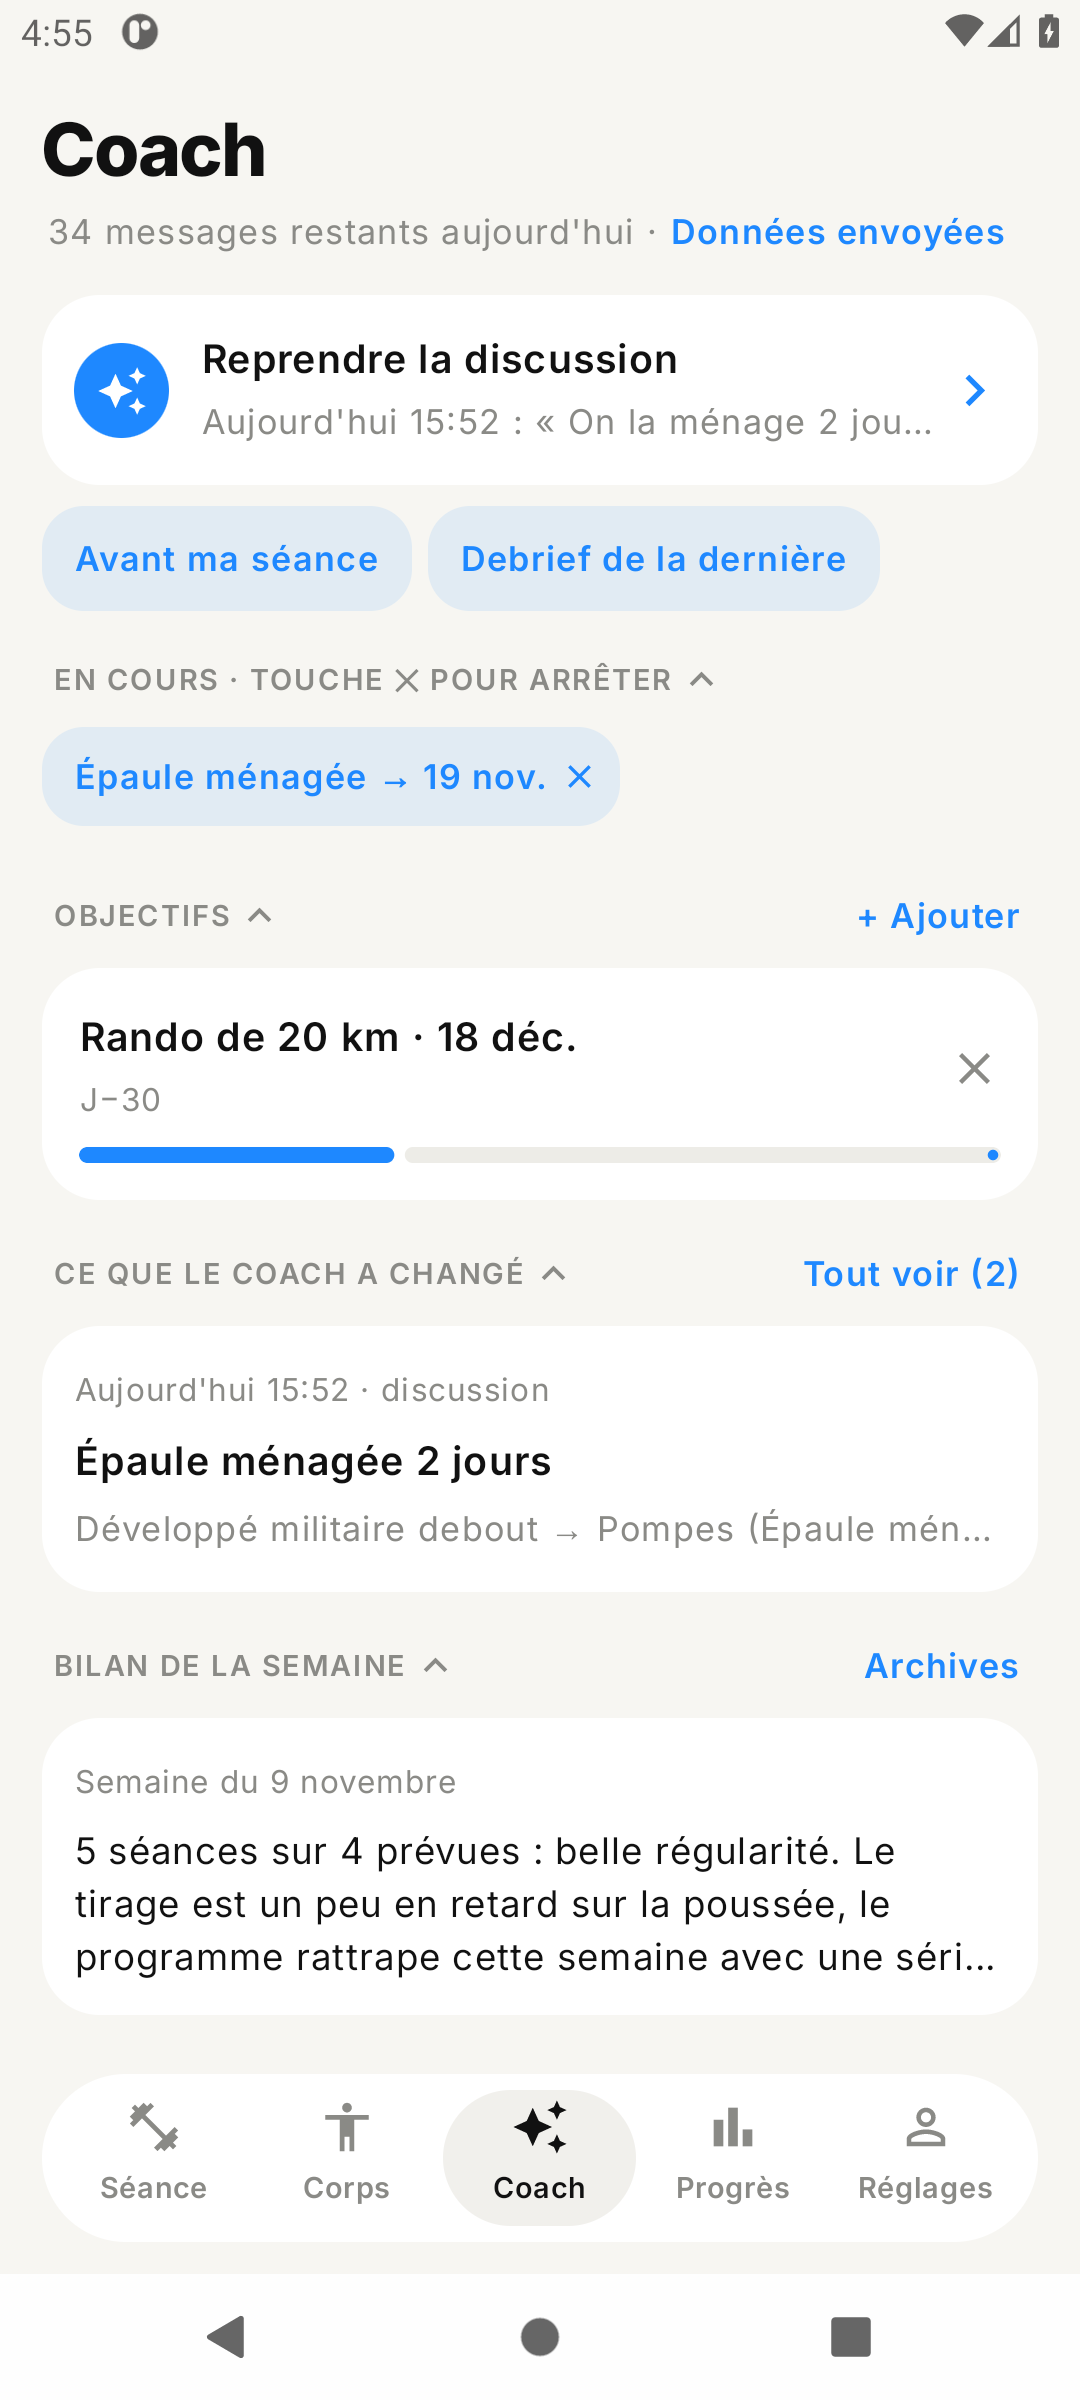 4:55
Coach
34 messages restants aujourd'hui · Données envoyées
Reprendre la discussion
Aujourd'hui 15:52 : « On la ménage 2 jou...
Avant ma séance
Debrief de la dernière
EN COURS · TOUCHE × POUR ARRÊTER
Épaule ménagée → 19 nov. ×
OBJECTIFS
+ Ajouter
Rando de 20 km · 18 déc.
J−30
CE QUE LE COACH A CHANGÉ
Tout voir (2)
Aujourd'hui 15:52 · discussion
Épaule ménagée 2 jours
Développé militaire debout → Pompes (Épaule mén...
BILAN DE LA SEMAINE
Archives
Semaine du 9 novembre
5 séances sur 4 prévues : belle régularité. Le
tirage est un peu en retard sur la poussée, le
programme rattrape cette semaine avec une séri...
Séance
Corps
Coach
Progrès
Réglages